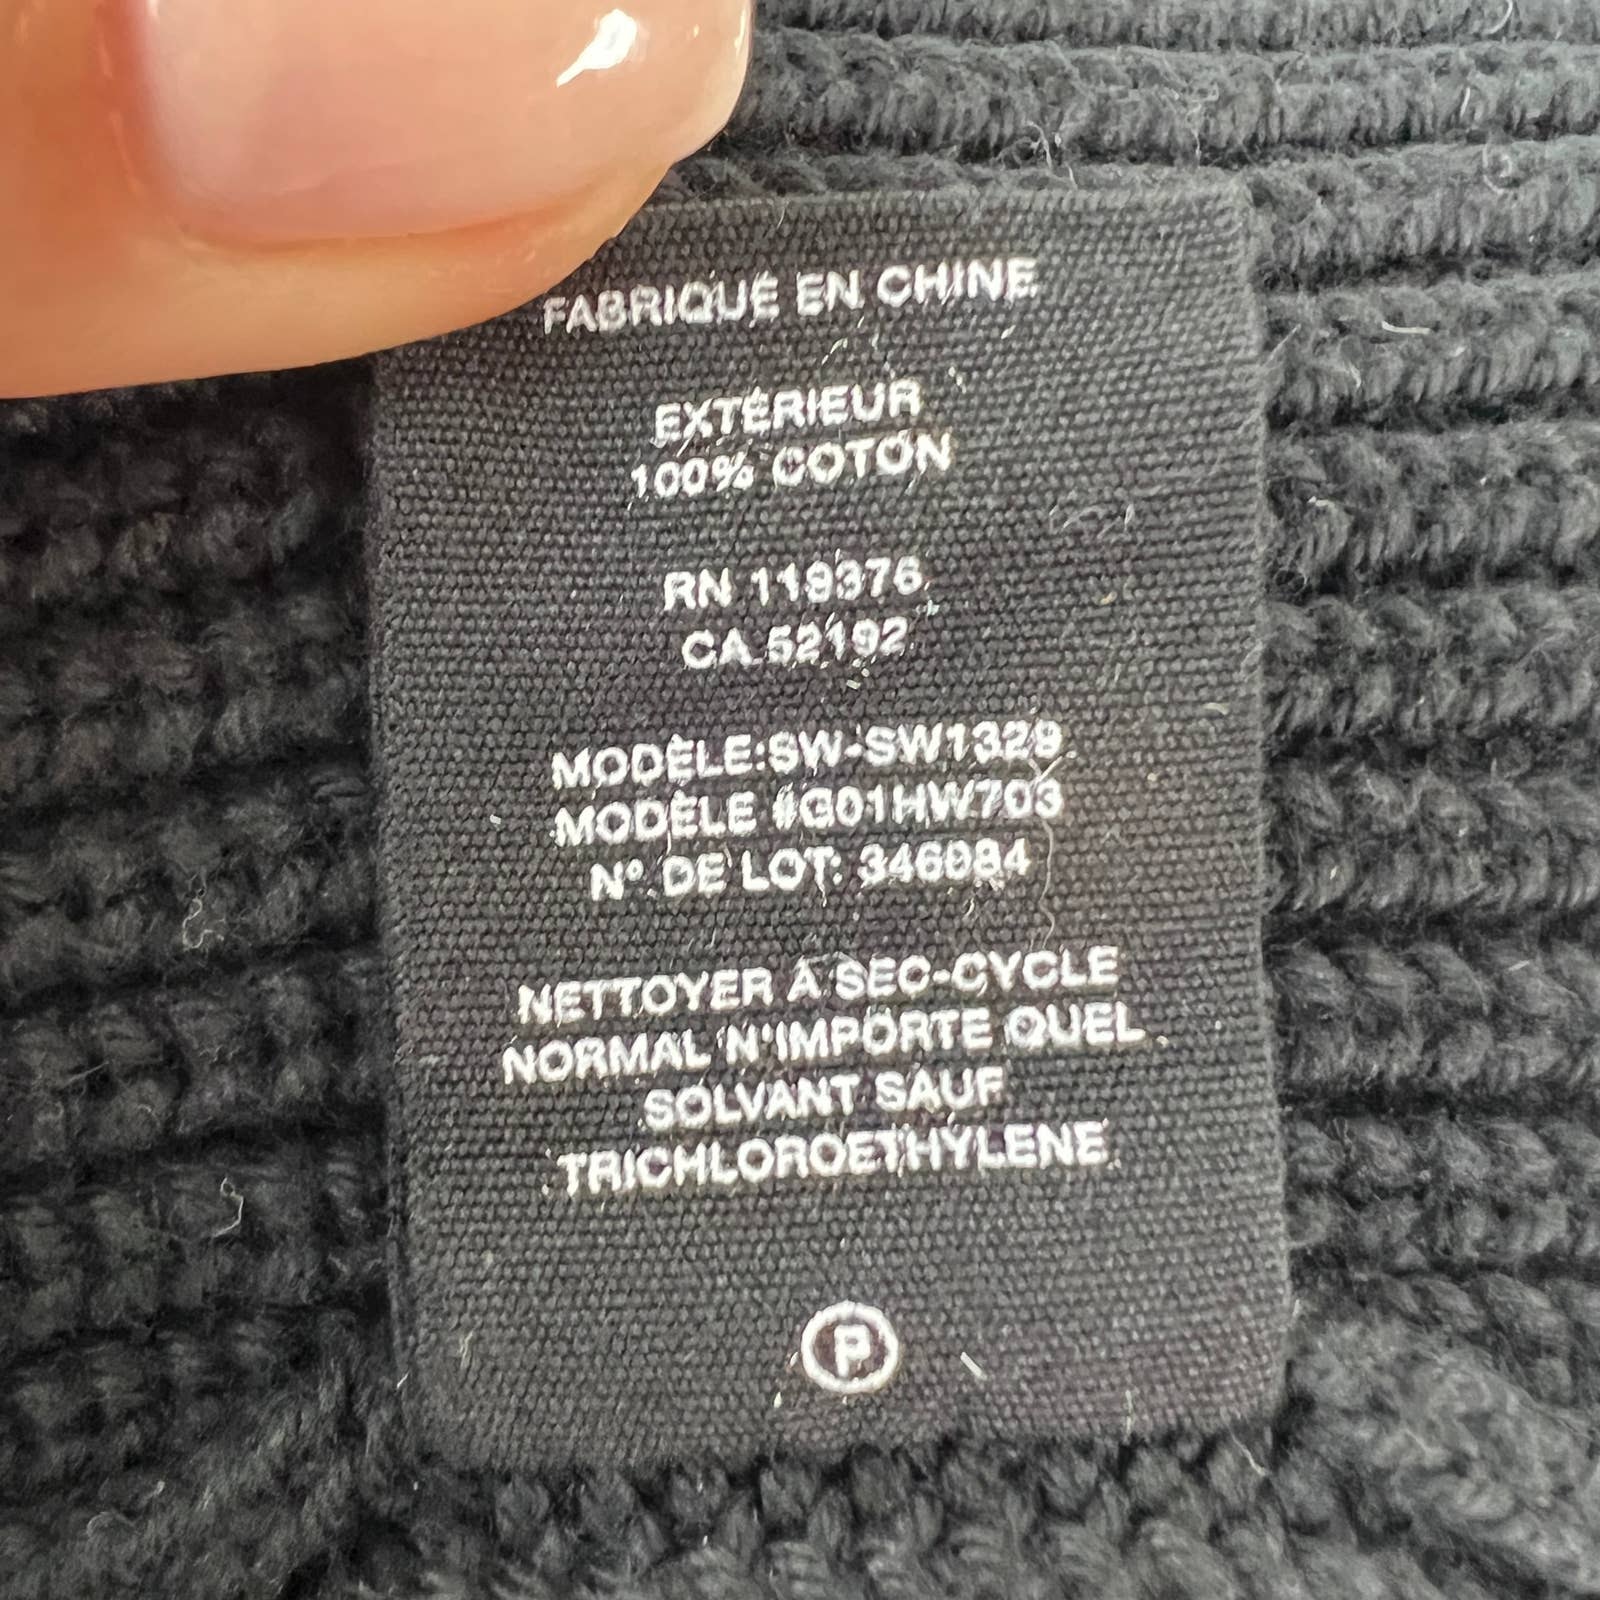 FABRIQUÉ EN CHINE
EXTÉRIEUR
100% COTON
RN 119376
CA 52192
MODÈLE:SW-SW1329
MODÈLE #G01HW703
N° DE LOT: 346084
NETTOYER À SEC-CYCLE
NORMAL N'IMPORTE QUEL
SOLVANT SAUF
TRICHLOROETHYLENE
P